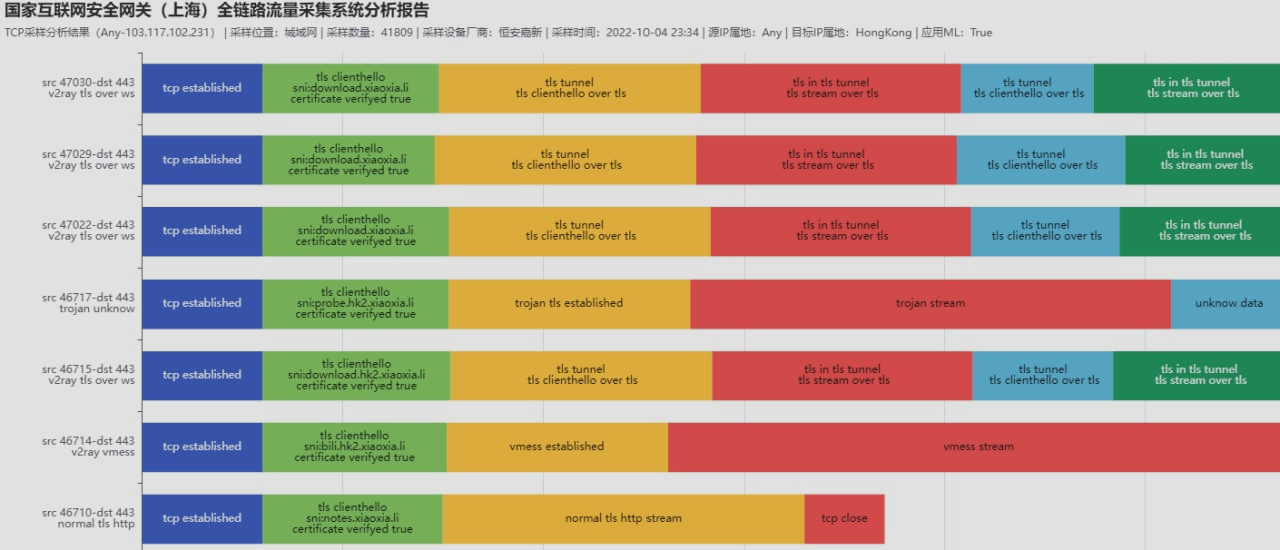 国家互联网安全网关（上海）全链路流量采集系统分析报告
TCP采样分析结果（Any-103.117.102.231） | 采样位置：城域网 | 采样数量：41809 | 采样设备厂商：恒安嘉新 | 采样时间：2022-10-04 23:34 | 源IP属地：Any | 目标IP属地：HongKong | 应用ML：True
src 47030-dst 443
v2ray tls over ws
tcp established
tls clienthello
sni:download.xiaoxia.li
certificate verifyed true
tls tunnel
tls clienthello over tls
tls in tls tunnel
tls stream over tls
tls tunnel
tls clienthello over tls
tls in tls tunnel
tls stream over tls
src 47029-dst 443
v2ray tls over ws
tcp established
tls clienthello
sni:download.xiaoxia.li
certificate verifyed true
tls tunnel
tls clienthello over tls
tls in tls tunnel
tls stream over tls
tls tunnel
tls clienthello over tls
tls in tls tunnel
tls stream over tls
src 47022-dst 443
v2ray tls over ws
tcp established
tls clienthello
sni:download.xiaoxia.li
certificate verifyed true
tls tunnel
tls clienthello over tls
tls in tls tunnel
tls stream over tls
tls tunnel
tls clienthello over tls
tls in tls tunnel
tls stream over tls
src 46717-dst 443
trojan unknow
tcp established
tls clienthello
sni:probe.hk2.xiaoxia.li
certificate verifyed true
trojan tls established
trojan stream
unknow data
src 46715-dst 443
v2ray tls over ws
tcp established
tls clienthello
sni:download.hk2.xiaoxia.li
certificate verifyed true
tls tunnel
tls clienthello over tls
tls in tls tunnel
tls stream over tls
tls tunnel
tls clienthello over tls
tls in tls tunnel
tls stream over tls
src 46714-dst 443
v2ray vmess
tcp established
tls clienthello
sni:bili.hk2.xiaoxia.li
certificate verifyed true
vmess established
vmess stream
src 46710-dst 443
normal tls http
tcp established
tls clienthello
sni:notes.xiaoxia.li
certificate verifyed true
normal tls http stream
tcp close